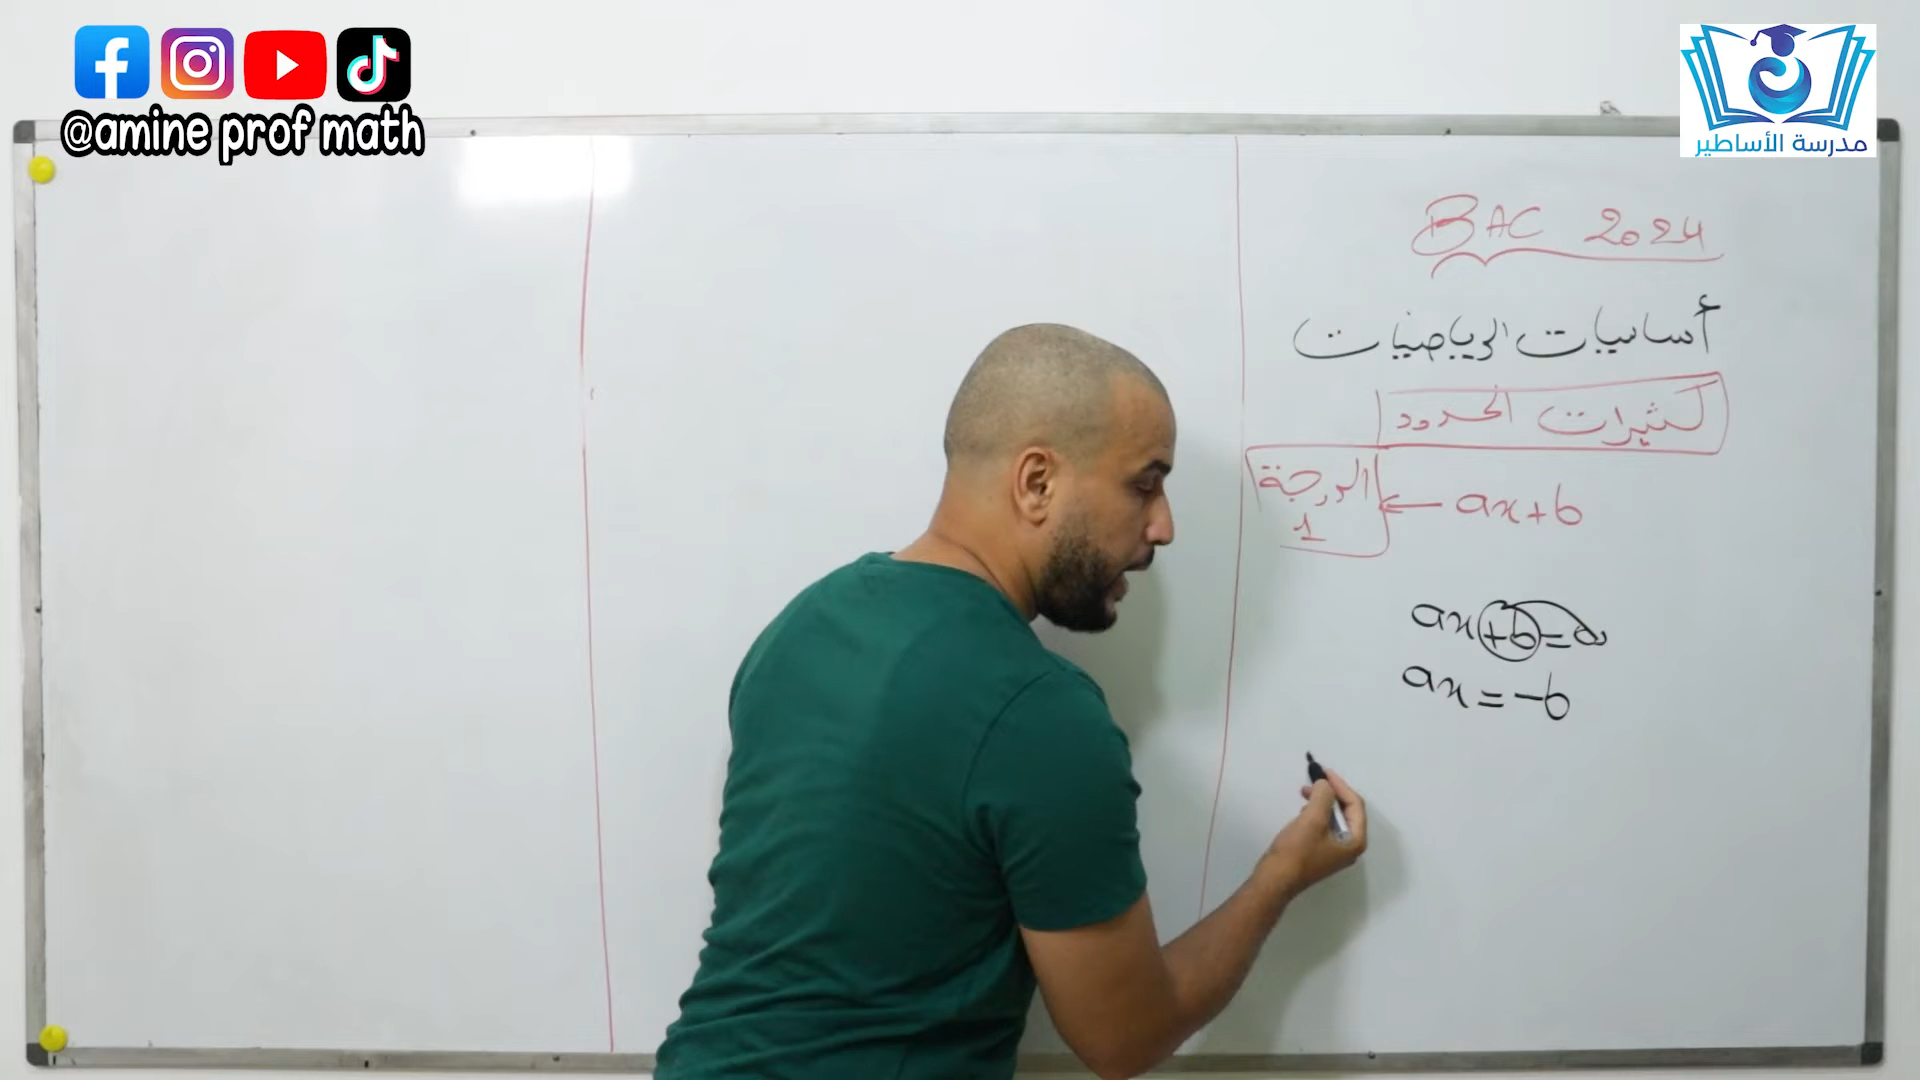 @amine prof math
مدرسة الأساطير
BAC 2024
أساسيات الرياضيات
كثيرات الحدود
الدرجة 1 ← ax+b
ax+b=0
ax=-b